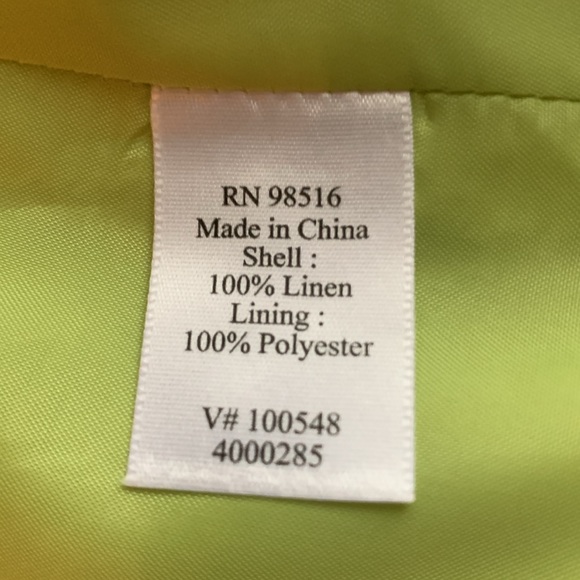 RN 98516
Made in China
Shell :
100% Linen
Lining :
100% Polyester
V# 100548
4000285